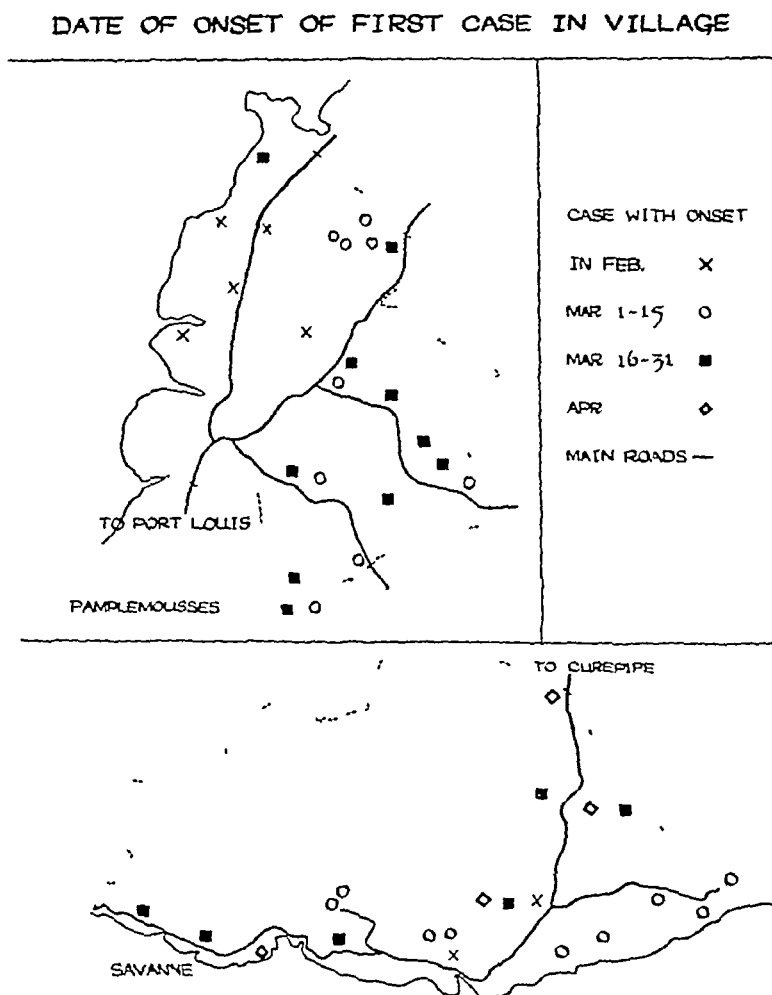 DATE OF ONSET OF FIRST CASE IN VILLAGE
CASE WITH ONSET
IN FEB. ×
MAR 1-15 ○
MAR 16-31 ■
APR ◇
MAIN ROADS —
TO PORT LOUIS
PAMPLEMOUSSES
TO CUREPIPE
SAVANNE